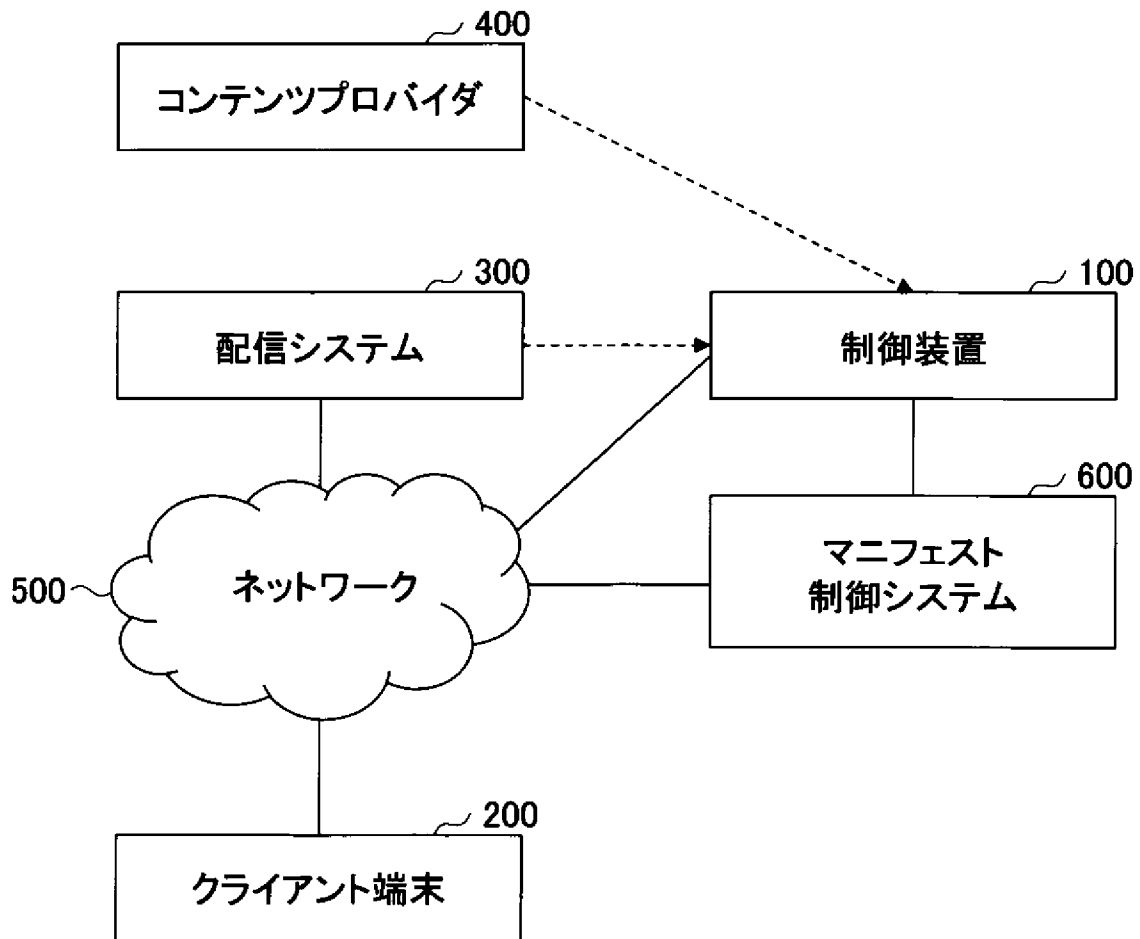 400
コンテンツプロバイダ
300
配信システム
100
制御装置
600
マニフェスト
制御システム
500
ネットワーク
200
クライアント端末